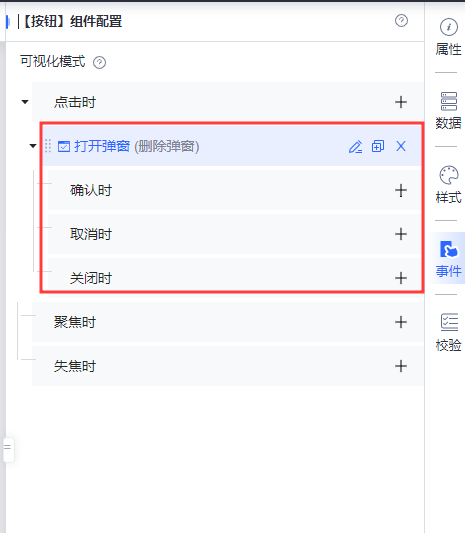 【按钮】组件配置
可视化模式
点击时
打开弹窗 (删除弹窗)
确认时
取消时
关闭时
聚焦时
失焦时
属性
数据
样式
事件
校验